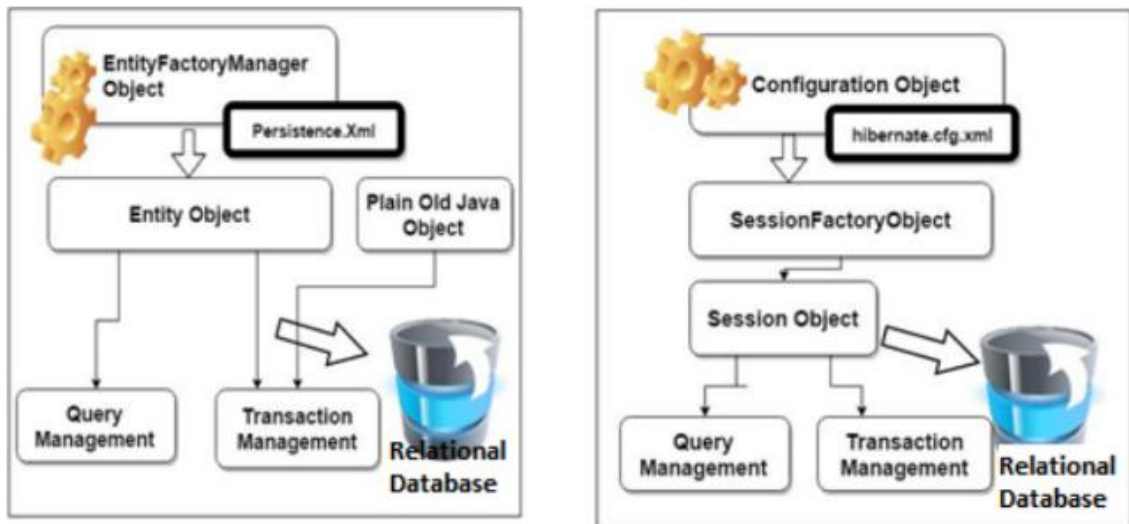 EntityFactoryManager
Object
Persistence.Xml
Entity Object
Plain Old Java
Object
Query
Management
Transaction
Management
Relational
Database
Configuration Object
hibernate.cfg.xml
SessionFactoryObject
Session Object
Query
Management
Transaction
Management
Relational
Database